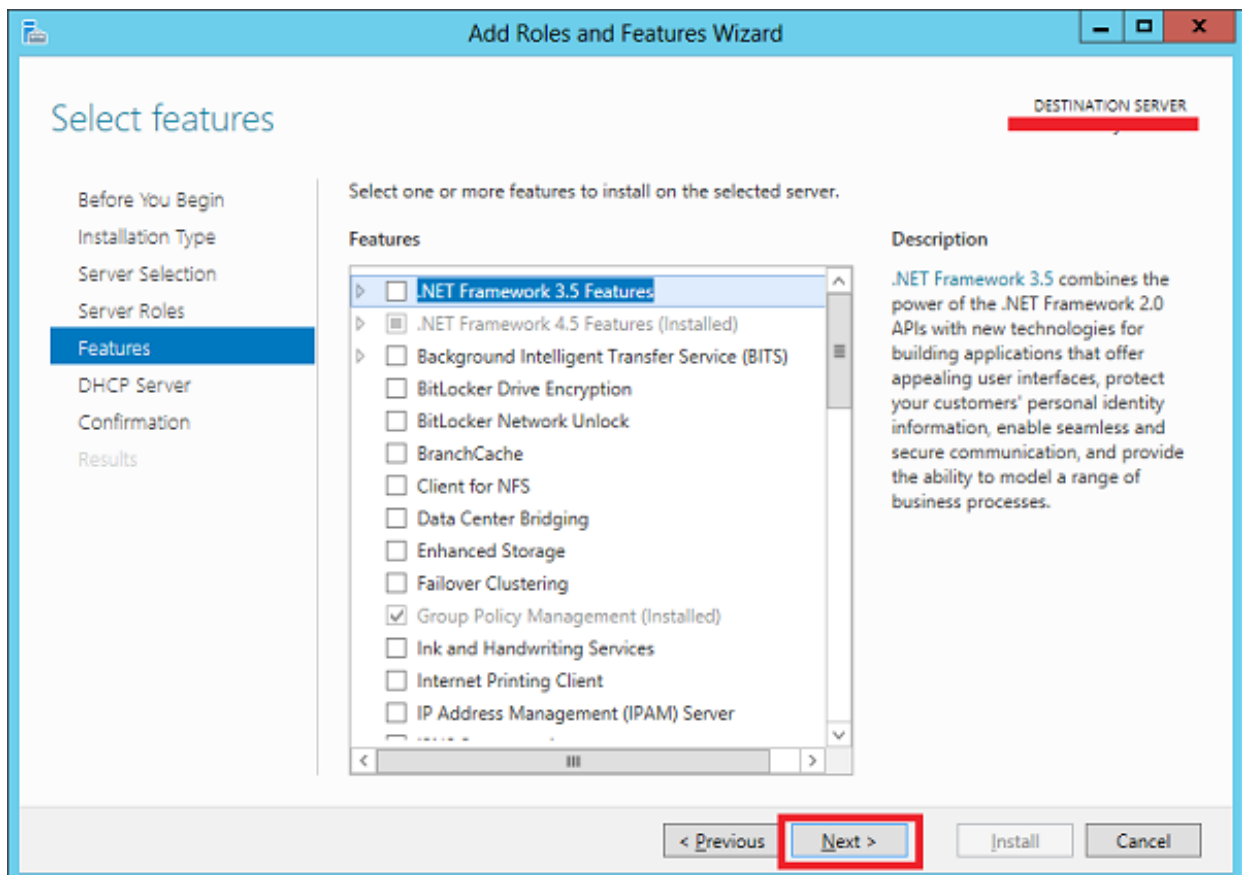 Add Roles and Features Wizard
Select features
DESTINATION SERVER
Before You Begin
Installation Type
Server Selection
Server Roles
Features
DHCP Server
Confirmation
Results
Select one or more features to install on the selected server.
Features
.NET Framework 3.5 Features
.NET Framework 4.5 Features (Installed)
Background Intelligent Transfer Service (BITS)
BitLocker Drive Encryption
BitLocker Network Unlock
BranchCache
Client for NFS
Data Center Bridging
Enhanced Storage
Failover Clustering
Group Policy Management (Installed)
Ink and Handwriting Services
Internet Printing Client
IP Address Management (IPAM) Server
Description
.NET Framework 3.5 combines the
power of the .NET Framework 2.0
APIs with new technologies for
building applications that offer
appealing user interfaces, protect
your customers' personal identity
information, enable seamless and
secure communication, and provide
the ability to model a range of
business processes.
< Previous
Next >
Install
Cancel